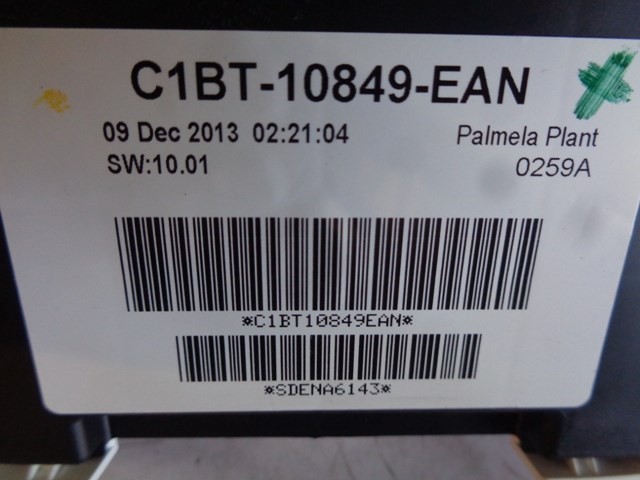 C1BT-10849-EAN
09 Dec 2013 02:21:04 Palmela Plant
SW:10.01 0259A
*C1BT10849EAN*
*SDENA6143*